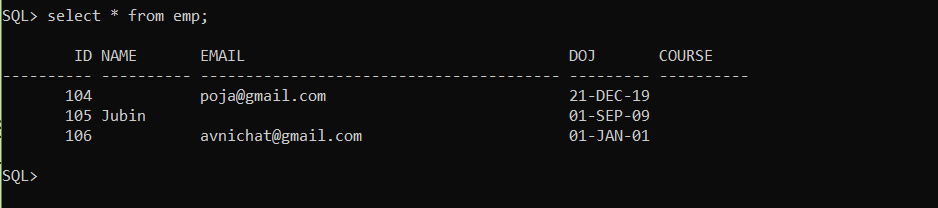 SQL> select * from emp;
        ID NAME       EMAIL                                    DOJ       COURSE
---------- ---------- ---------------------------------------- --------- ----------
       104            poja@gmail.com                           21-DEC-19
       105 Jubin                                               01-SEP-09
       106            avnichat@gmail.com                       01-JAN-01
SQL>